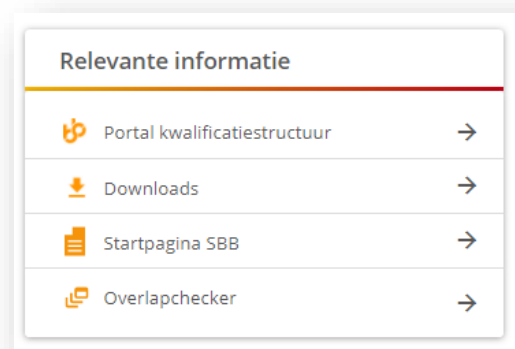 Relevante informatie
Portal kwalificatiestructuur
Downloads
Startpagina SBB
Overlapchecker